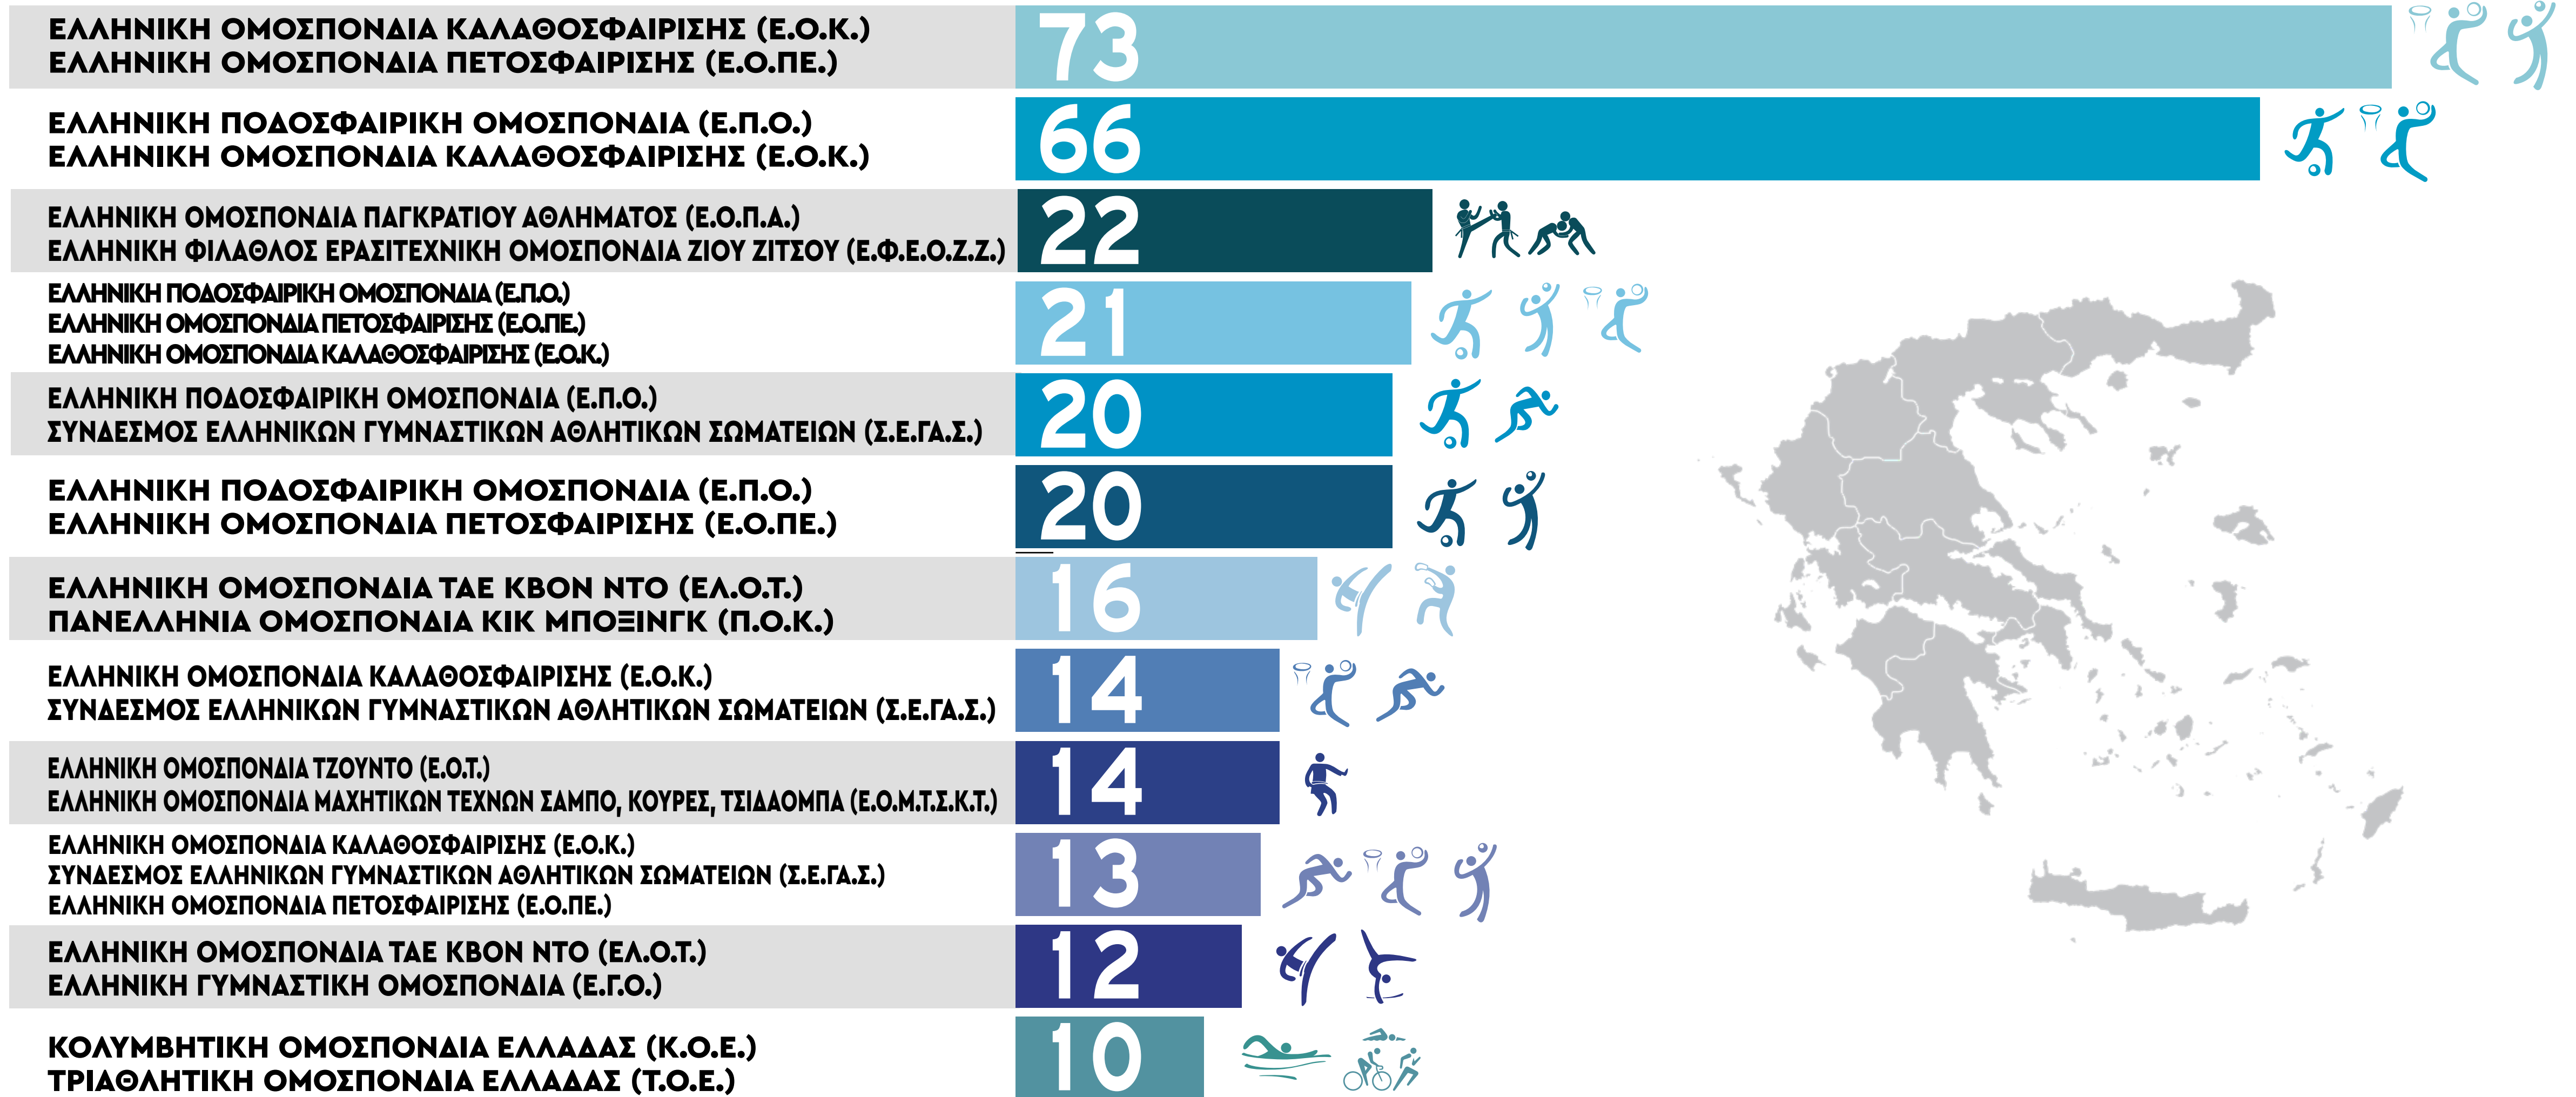 ΕΛΛΗΝΙΚΗ ΟΜΟΣΠΟΝΔΙΑ ΚΑΛΑΘΟΣΦΑΙΡΙΣΗΣ (Ε.Ο.Κ.)
ΕΛΛΗΝΙΚΗ ΟΜΟΣΠΟΝΔΙΑ ΠΕΤΟΣΦΑΙΡΙΣΗΣ (Ε.Ο.ΠΕ.)
73
ΕΛΛΗΝΙΚΗ ΠΟΔΟΣΦΑΙΡΙΚΗ ΟΜΟΣΠΟΝΔΙΑ (Ε.Π.Ο.)
ΕΛΛΗΝΙΚΗ ΟΜΟΣΠΟΝΔΙΑ ΚΑΛΑΘΟΣΦΑΙΡΙΣΗΣ (Ε.Ο.Κ.)
66
ΕΛΛΗΝΙΚΗ ΟΜΟΣΠΟΝΔΙΑ ΠΑΓΚΡΑΤΙΟΥ ΑΘΛΗΜΑΤΟΣ (Ε.Ο.Π.Α.)
ΕΛΛΗΝΙΚΗ ΦΙΛΑΘΛΟΣ ΕΡΑΣΙΤΕΧΝΙΚΗ ΟΜΟΣΠΟΝΔΙΑ ΖΙΟΥ ΖΙΤΣΟΥ (Ε.Φ.Ε.Ο.Ζ.Ζ.)
22
ΕΛΛΗΝΙΚΗ ΠΟΔΟΣΦΑΙΡΙΚΗ ΟΜΟΣΠΟΝΔΙΑ (Ε.Π.Ο.)
ΕΛΛΗΝΙΚΗ ΟΜΟΣΠΟΝΔΙΑ ΠΕΤΟΣΦΑΙΡΙΣΗΣ (Ε.Ο.ΠΕ.)
ΕΛΛΗΝΙΚΗ ΟΜΟΣΠΟΝΔΙΑ ΚΑΛΑΘΟΣΦΑΙΡΙΣΗΣ (Ε.Ο.Κ.)
21
ΕΛΛΗΝΙΚΗ ΠΟΔΟΣΦΑΙΡΙΚΗ ΟΜΟΣΠΟΝΔΙΑ (Ε.Π.Ο.)
ΣΥΝΔΕΣΜΟΣ ΕΛΛΗΝΙΚΩΝ ΓΥΜΝΑΣΤΙΚΩΝ ΑΘΛΗΤΙΚΩΝ ΣΩΜΑΤΕΙΩΝ (Σ.Ε.ΓΑ.Σ.)
20
ΕΛΛΗΝΙΚΗ ΠΟΔΟΣΦΑΙΡΙΚΗ ΟΜΟΣΠΟΝΔΙΑ (Ε.Π.Ο.)
ΕΛΛΗΝΙΚΗ ΟΜΟΣΠΟΝΔΙΑ ΠΕΤΟΣΦΑΙΡΙΣΗΣ (Ε.Ο.ΠΕ.)
20
ΕΛΛΗΝΙΚΗ ΟΜΟΣΠΟΝΔΙΑ ΤΑΕ ΚΒΟΝ ΝΤΟ (ΕΛ.Ο.Τ.)
ΠΑΝΕΛΛΗΝΙΑ ΟΜΟΣΠΟΝΔΙΑ ΚΙΚ ΜΠΟΞΙΝΓΚ (Π.Ο.Κ.)
16
ΕΛΛΗΝΙΚΗ ΟΜΟΣΠΟΝΔΙΑ ΚΑΛΑΘΟΣΦΑΙΡΙΣΗΣ (Ε.Ο.Κ.)
ΣΥΝΔΕΣΜΟΣ ΕΛΛΗΝΙΚΩΝ ΓΥΜΝΑΣΤΙΚΩΝ ΑΘΛΗΤΙΚΩΝ ΣΩΜΑΤΕΙΩΝ (Σ.Ε.ΓΑ.Σ.)
14
ΕΛΛΗΝΙΚΗ ΟΜΟΣΠΟΝΔΙΑ ΤΖΟΥΝΤΟ (Ε.Ο.Τ.)
ΕΛΛΗΝΙΚΗ ΟΜΟΣΠΟΝΔΙΑ ΜΑΧΗΤΙΚΩΝ ΤΕΧΝΩΝ ΣΑΜΠΟ, ΚΟΥΡΕΣ, ΤΣΙΔΑΟΜΠΑ (Ε.Ο.Μ.Τ.Σ.Κ.Τ.)
14
ΕΛΛΗΝΙΚΗ ΟΜΟΣΠΟΝΔΙΑ ΚΑΛΑΘΟΣΦΑΙΡΙΣΗΣ (Ε.Ο.Κ.)
ΣΥΝΔΕΣΜΟΣ ΕΛΛΗΝΙΚΩΝ ΓΥΜΝΑΣΤΙΚΩΝ ΑΘΛΗΤΙΚΩΝ ΣΩΜΑΤΕΙΩΝ (Σ.Ε.ΓΑ.Σ.)
ΕΛΛΗΝΙΚΗ ΟΜΟΣΠΟΝΔΙΑ ΠΕΤΟΣΦΑΙΡΙΣΗΣ (Ε.Ο.ΠΕ.)
13
ΕΛΛΗΝΙΚΗ ΟΜΟΣΠΟΝΔΙΑ ΤΑΕ ΚΒΟΝ ΝΤΟ (ΕΛ.Ο.Τ.)
ΕΛΛΗΝΙΚΗ ΓΥΜΝΑΣΤΙΚΗ ΟΜΟΣΠΟΝΔΙΑ (Ε.Γ.Ο.)
12
ΚΟΛΥΜΒΗΤΙΚΗ ΟΜΟΣΠΟΝΔΙΑ ΕΛΛΑΔΑΣ (Κ.Ο.Ε.)
ΤΡΙΑΘΛΗΤΙΚΗ ΟΜΟΣΠΟΝΔΙΑ ΕΛΛΑΔΑΣ (Τ.Ο.Ε.)
10